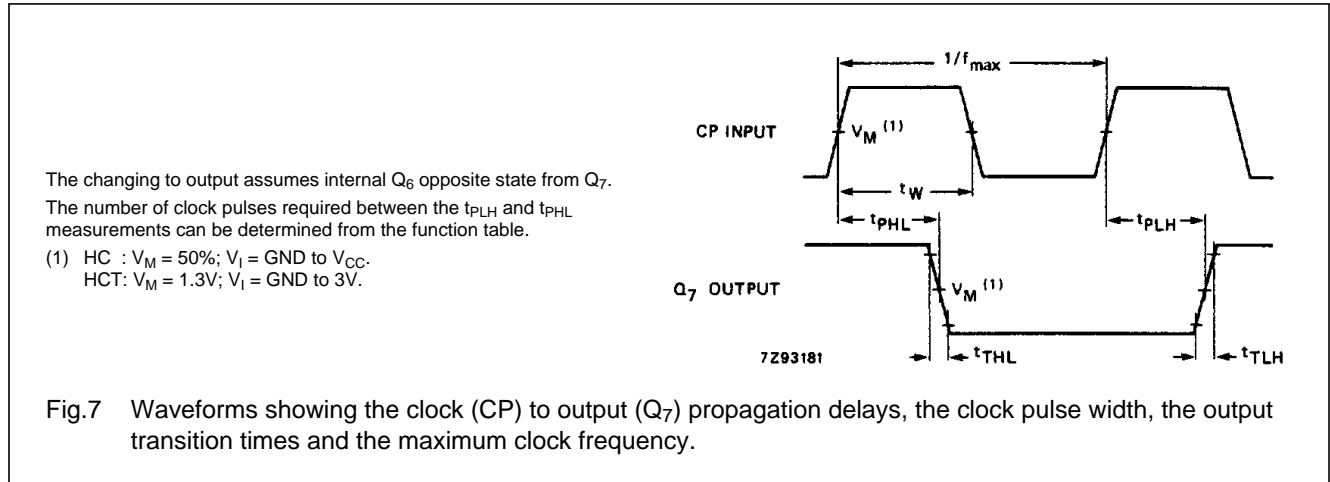 The changing to output assumes internal Q6 opposite state from Q7.
The number of clock pulses required between the tPLH and tPHL
measurements can be determined from the function table.
(1) HC : VM = 50%; VI = GND to VCC.
HCT: VM = 1.3V; VI = GND to 3V.
1/fmax
CP INPUT
VM (1)
tW
tPHL
tPLH
Q7 OUTPUT
VM (1)
7Z93181
tTHL
tTLH
Fig.7 Waveforms showing the clock (CP) to output (Q7) propagation delays, the clock pulse width, the output
transition times and the maximum clock frequency.